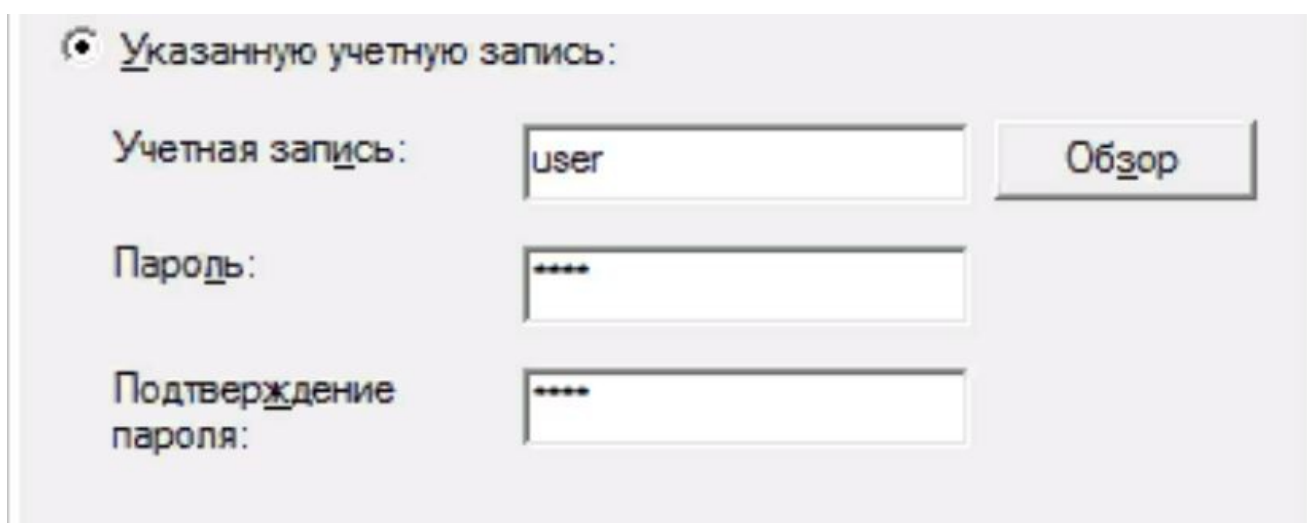 Указанную учетную запись:
Учетная запись: user Обзор
Пароль: ****
Подтверждение ****
пароля: